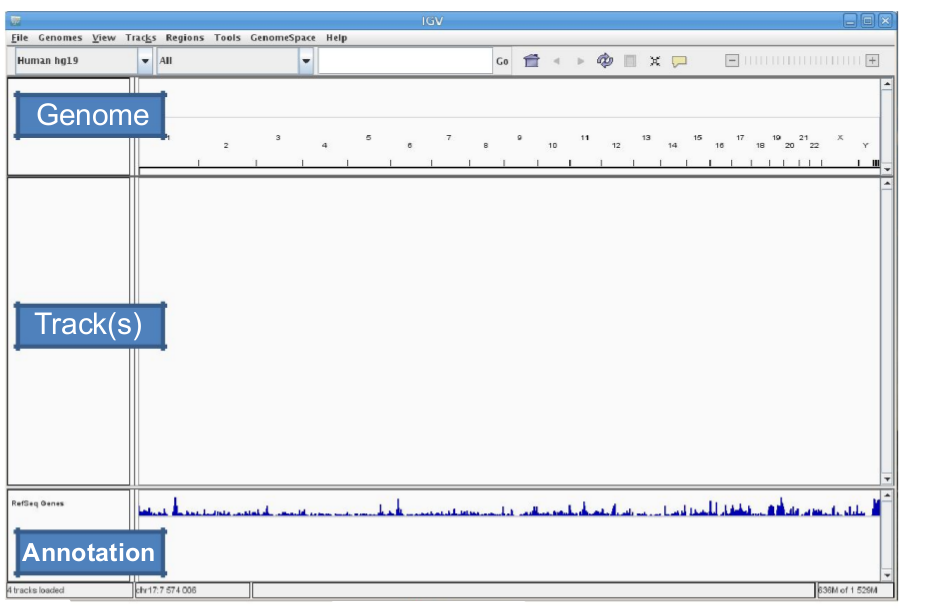 IGV
File Genomes View Tracks Regions Tools GenomeSpace Help
Human hg19 All Go
Genome
1 3 5 7 9 11 13 15 17 19 21 X
2 4 6 8 10 12 14 16 18 20 22 Y
Track(s)
RefSeq Genes
Annotation
4 tracks loaded chr17:7 574 006 636M of 1 526M